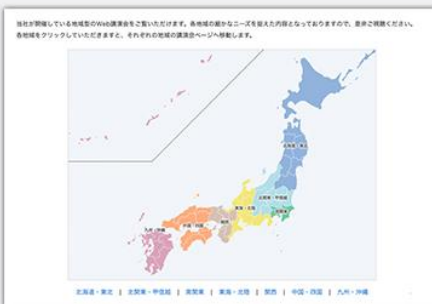 当社が開催している地域型のWeb講演会をご覧いただけます。各地域の細かなニーズを捉えた内容となっておりますので、是非ご視聴ください。
各地域をクリックしていただきますと、それぞれの地域の講演会ページへ移動します。
北海道・東北
北関東・甲信越
東海・北陸
南関東
関西
中国・四国
九州・沖縄
北海道・東北 | 北関東・甲信越 | 南関東 | 東海・北陸 | 関西 | 中国・四国 | 九州・沖縄